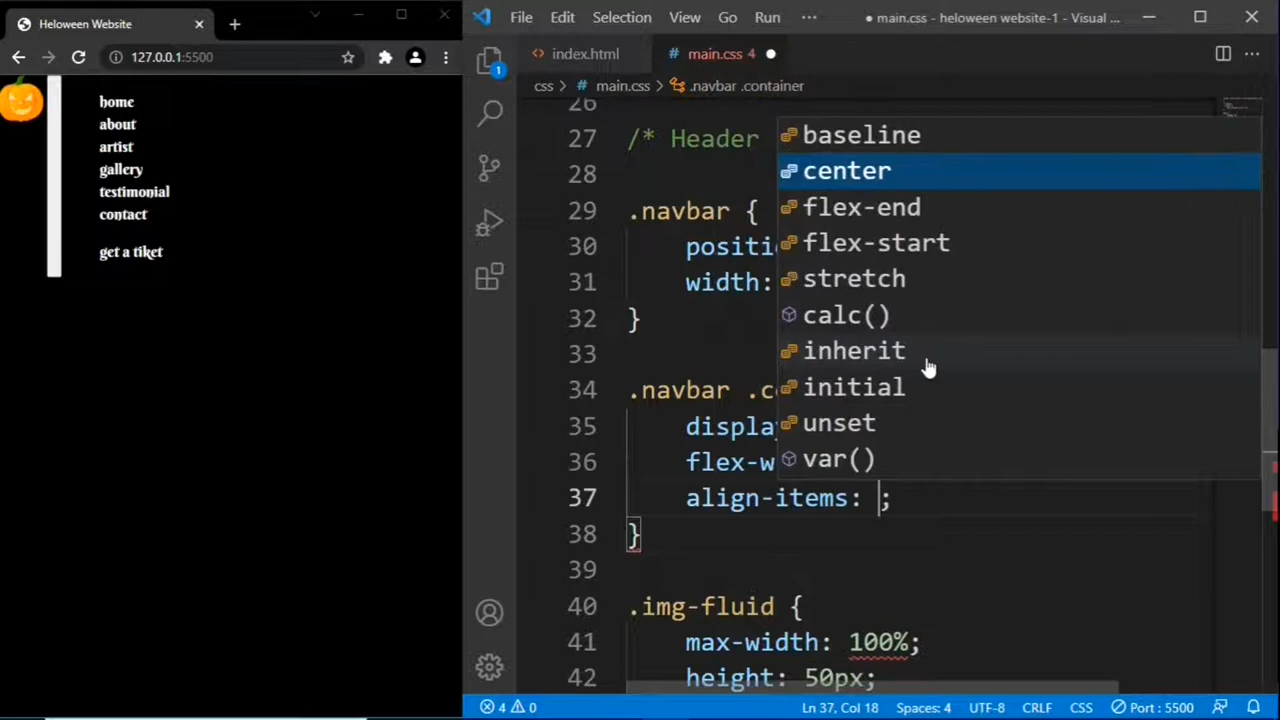 Heloween Website
127.0.0.1:5500
home
about
artist
gallery
testimonial
contact
get a tiket
File Edit Selection View Go Run ··· ● main.css - heloween website-1 - Visual ...
<> index.html # main.css 4 ●
css > # main.css > .navbar .container
1
26
27 /* Header
28
29 .navbar {
30 positio
31 width:
32 }
33
34 .navbar .co
35 display
36 flex-w
37 align-items: ;
38 }
39
40 .img-fluid {
41 max-width: 100%;
42 height: 50px;
baseline
center
flex-end
flex-start
stretch
calc()
inherit
initial
unset
var()
4 0 Ln 37, Col 18 Spaces: 4 UTF-8 CRLF CSS Port : 5500